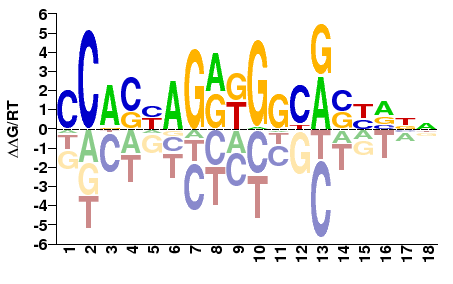 ΔΔG/RT
6
5
4
3
2
1
0
-1
-2
-3
-4
-5
-6
C T G
C A G T
A C
C G A T
C T A G
A C T
G A T C
A G C T
G T A C
G C T
G T C
C T G
G A T C
C G A T
T C A G
A G C T
T G A
A
1 2 3 4 5 6 7 8 9 10 11 12 13 14 15 16 17 18